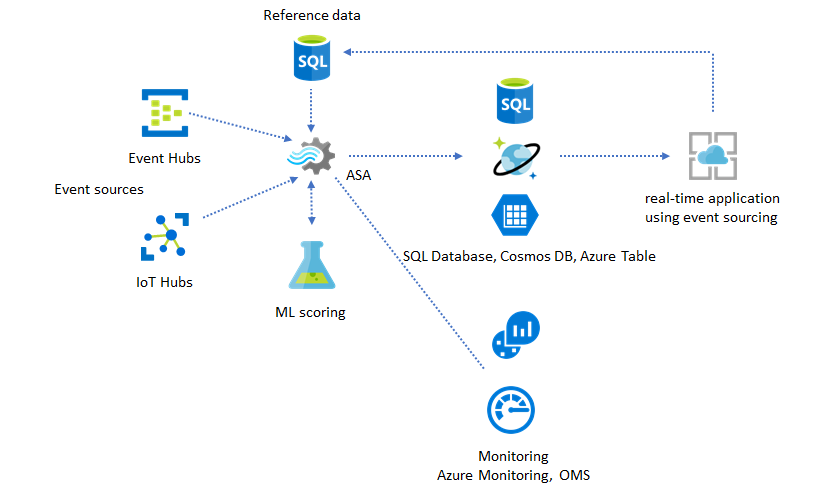 Reference data
SQL
SQL
Event Hubs
ASA
Event sources
real-time application
using event sourcing
SQL Database, Cosmos DB, Azure Table
IoT Hubs
ML scoring
Monitoring
Azure Monitoring, OMS